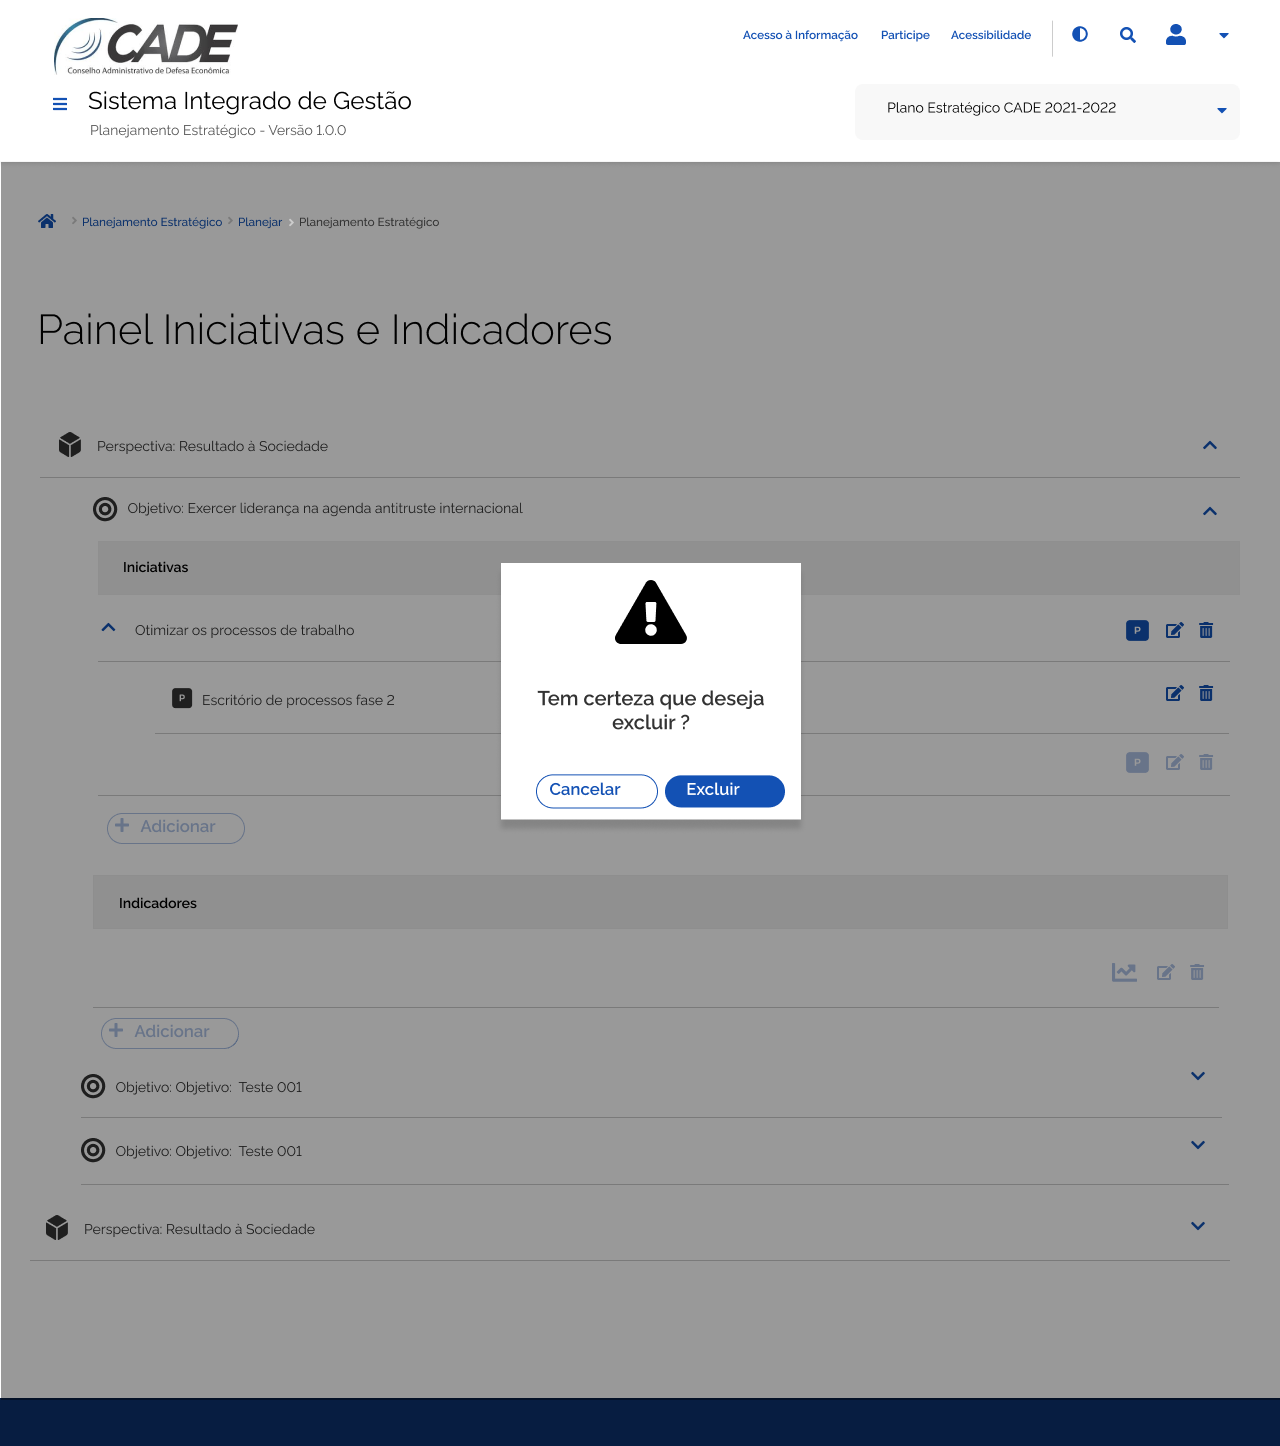 CADE
Conselho Administrativo de Defesa Econômica
Acesso à Informação Participe Acessibilidade
Sistema Integrado de Gestão
Planejamento Estratégico - Versão 1.0.0
Plano Estratégico CADE 2021-2022
Planejamento Estratégico Planejar Planejamento Estratégico
Painel Iniciativas e Indicadores
Perspectiva: Resultado à Sociedade
Objetivo: Exercer liderança na agenda antitruste internacional
Iniciativas
Otimizar os processos de trabalho P
P Escritório de processos fase 2
P
Tem certeza que deseja
excluir ?
Cancelar Excluir
Adicionar
Indicadores
Adicionar
Objetivo: Objetivo: Teste 001
Objetivo: Objetivo: Teste 001
Perspectiva: Resultado à Sociedade